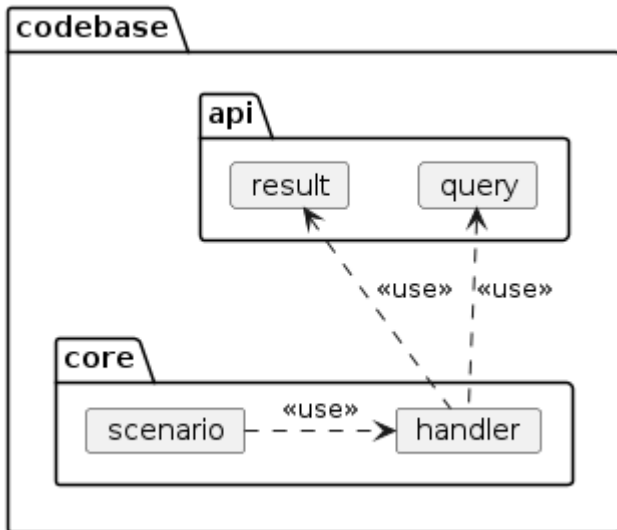 codebase
api
result query
«use» «use»
core
«use»
scenario handler